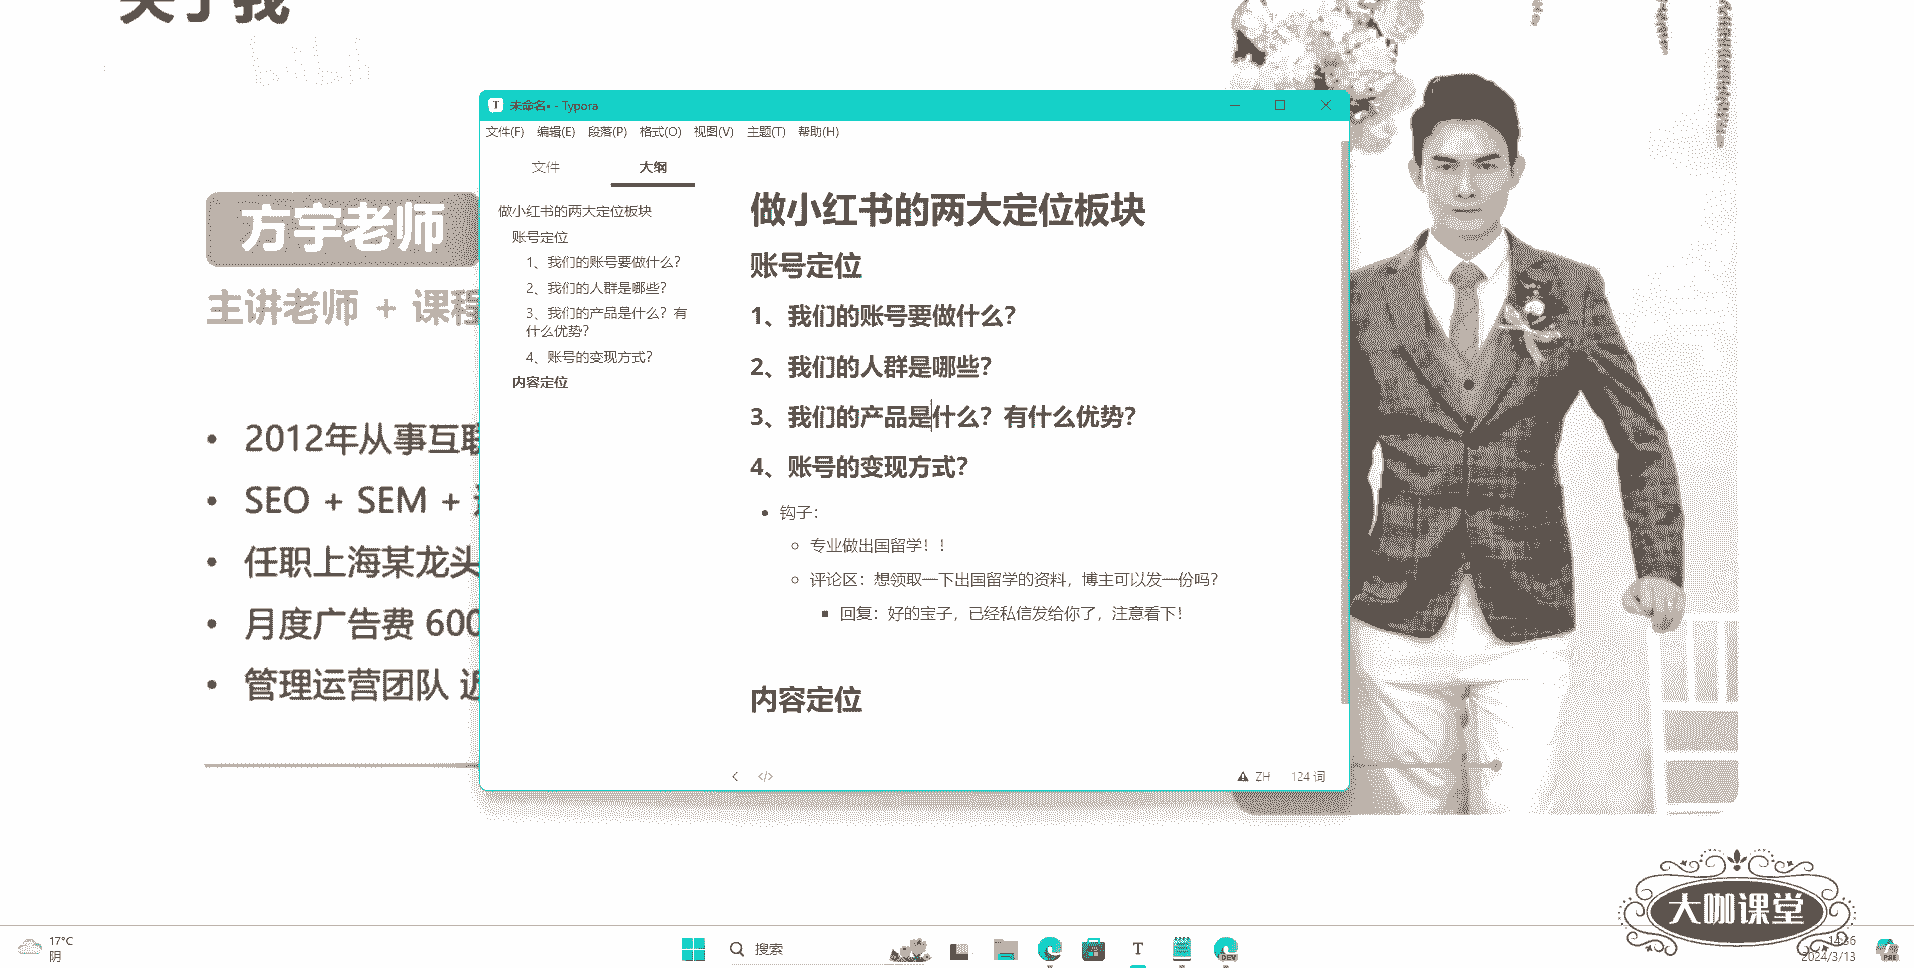 关于我
方宇老师
主讲老师 + 课程
• 2012年从事互联
• SEO + SEM +
• 任职上海某龙头
• 月度广告费 600
• 管理运营团队 近
未命名• - Typora
文件(F) 编辑(E) 段落(P) 格式(O) 视图(V) 主题(T) 帮助(H)
文件 大纲
做小红书的两大定位板块
账号定位
1、我们的账号要做什么？
2、我们的人群是哪些？
3、我们的产品是什么？有
什么优势？
4、账号的变现方式？
内容定位
做小红书的两大定位板块
账号定位
1、我们的账号要做什么？
2、我们的人群是哪些？
3、我们的产品是什么？有什么优势？
4、账号的变现方式？
• 钩子：
专业做出国留学！！
评论区：想领取一下出国留学的资料，博主可以发一份吗？
回复：好的宝子，已经私信发给你了，注意看下！
内容定位
ZH 124 词
大咖课堂
17°C
阴
搜索
14:36
2024/3/13